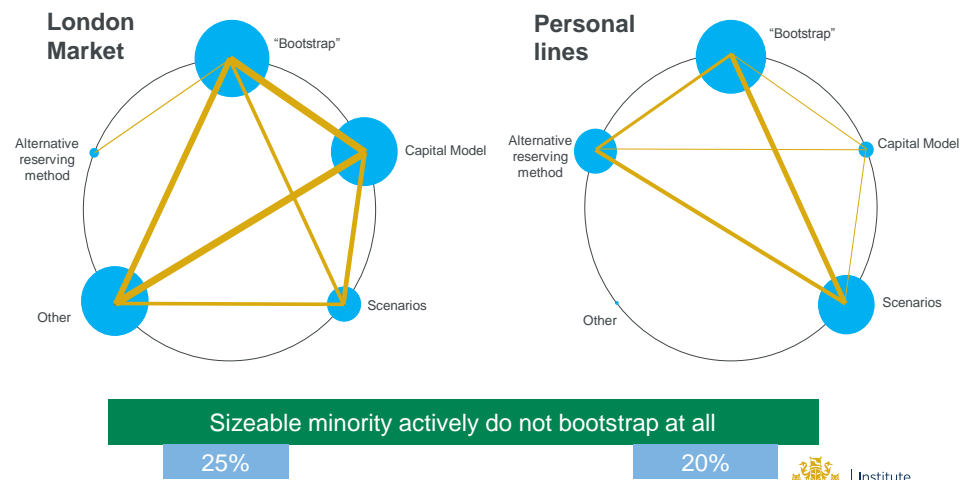 London
Market
“Bootstrap”
Alternative
reserving
method
Capital Model
Other
Scenarios
Personal
lines
“Bootstrap”
Alternative
reserving
method
Capital Model
Other
Scenarios
Sizeable minority actively do not bootstrap at all
25%
20%
Institute